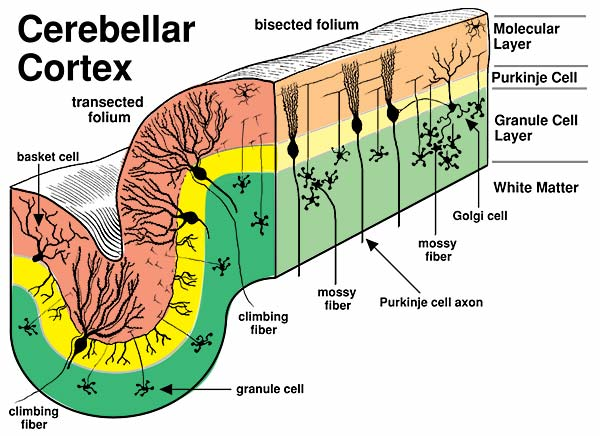 Cerebellar
Cortex
bisected folium
Molecular
Layer
transected
folium
Purkinje Cell
Granule Cell
Layer
basket cell
White Matter
Golgi cell
mossy
fiber
mossy
fiber
Purkinje cell axon
climbing
fiber
granule cell
climbing
fiber